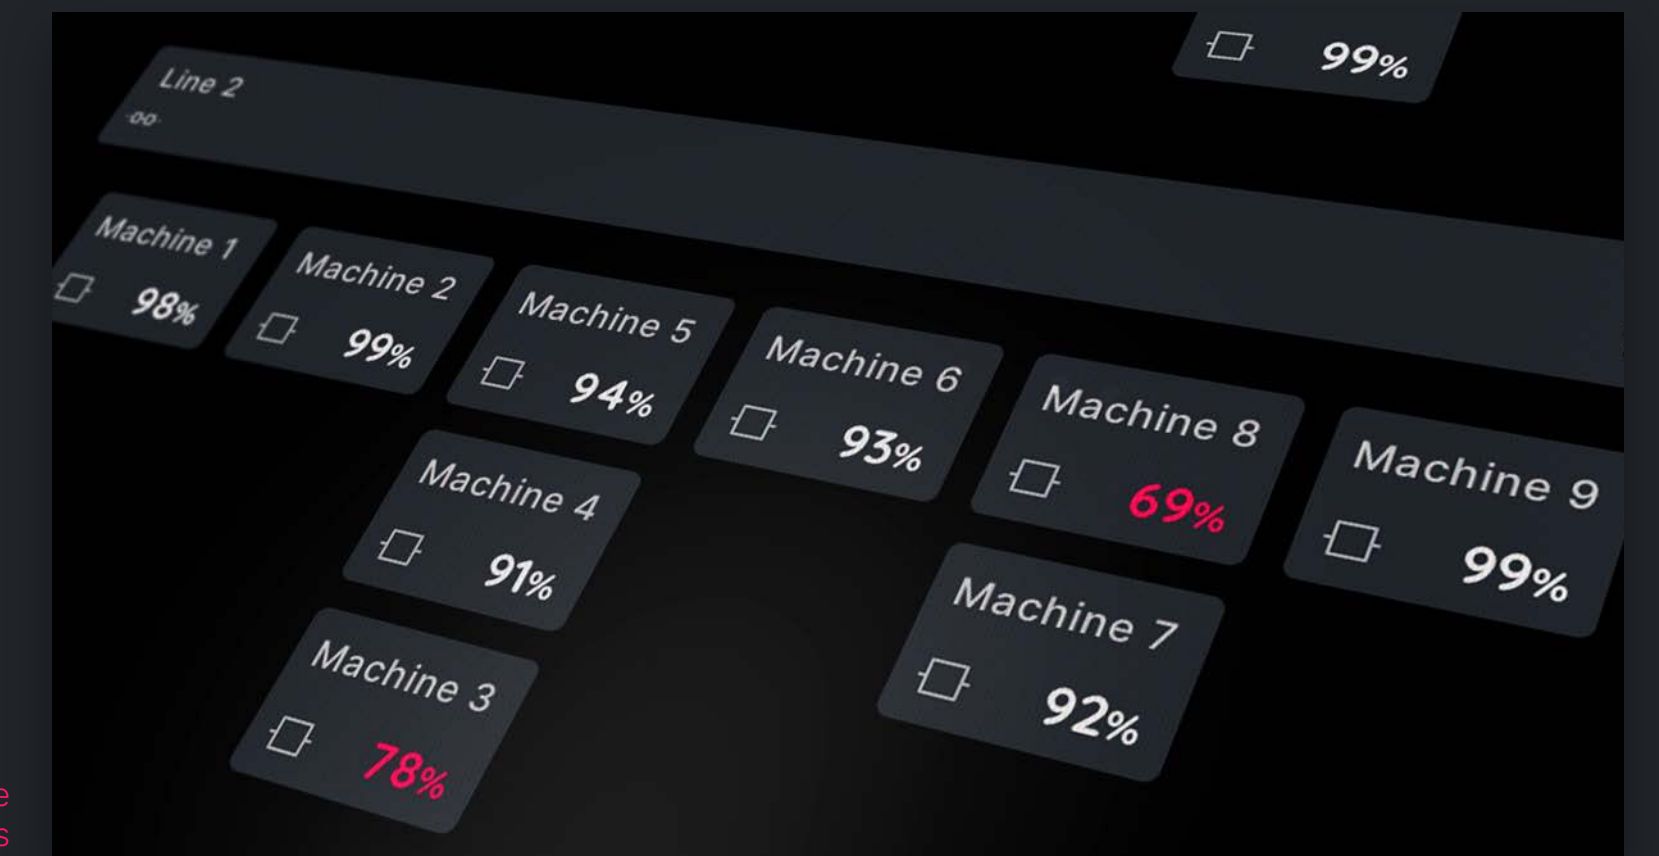 99%
Line 2
Machine 1
98%
Machine 2
99%
Machine 5
94%
Machine 6
93%
Machine 8
69%
Machine 9
99%
Machine 4
91%
Machine 7
92%
Machine 3
78%
e
s